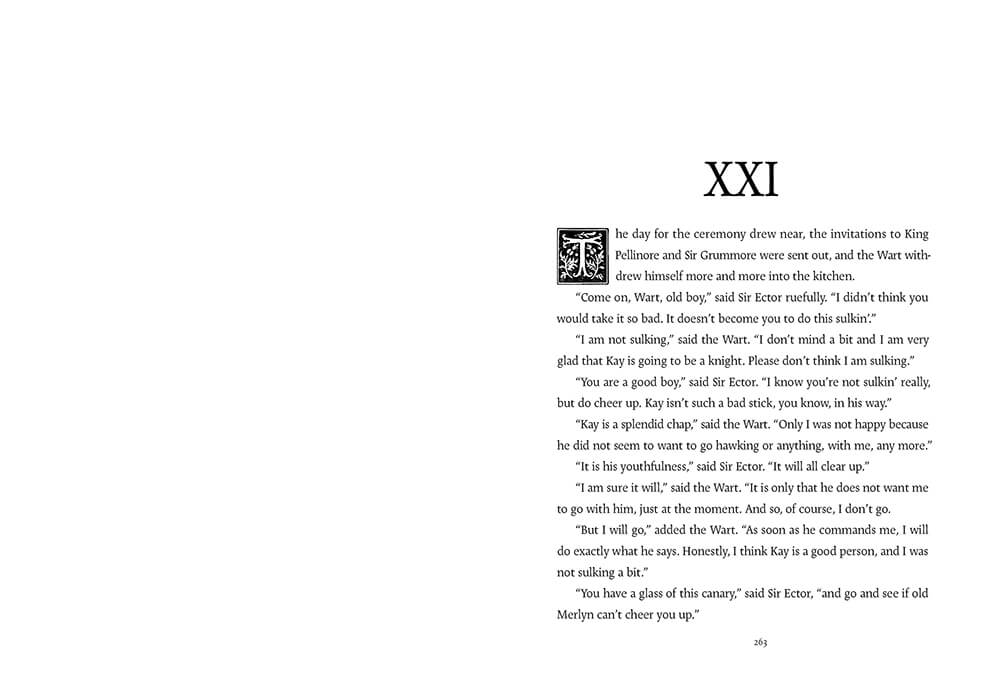 XXI
The day for the ceremony drew near, the invitations to King
Pellinore and Sir Grummore were sent out, and the Wart with-
drew himself more and more into the kitchen.
“Come on, Wart, old boy,” said Sir Ector ruefully. “I didn’t think you
would take it so bad. It doesn’t become you to do this sulkin’.”
“I am not sulking,” said the Wart. “I don’t mind a bit and I am very
glad that Kay is going to be a knight. Please don’t think I am sulking.”
“You are a good boy,” said Sir Ector. “I know you’re not sulkin’ really,
but do cheer up. Kay isn’t such a bad stick, you know, in his way.”
“Kay is a splendid chap,” said the Wart. “Only I was not happy because
he did not seem to want to go hawking or anything, with me, any more.”
“It is his youthfulness,” said Sir Ector. “It will all clear up.”
“I am sure it will,” said the Wart. “It is only that he does not want me
to go with him, just at the moment. And so, of course, I don’t go.
“But I will go,” added the Wart. “As soon as he commands me, I will
do exactly what he says. Honestly, I think Kay is a good person, and I was
not sulking a bit.”
“You have a glass of this canary,” said Sir Ector, “and go and see if old
Merlyn can’t cheer you up.”
263